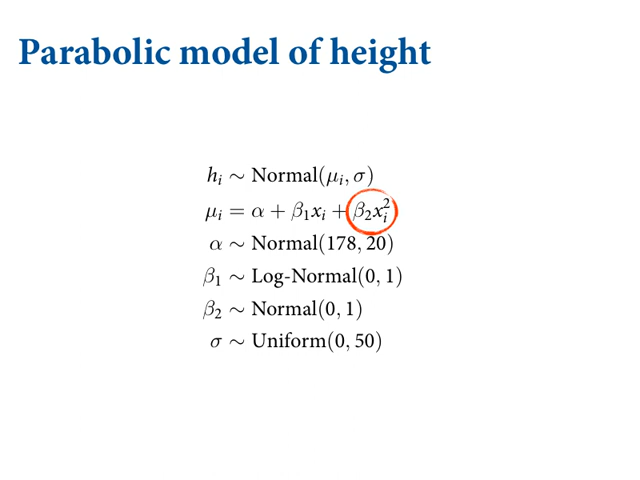 Parabolic model of height
hᵢ ∼ Normal(μᵢ, σ)
μᵢ = α + β₁xᵢ + β₂xᵢ²
α ∼ Normal(178, 20)
β₁ ∼ Log-Normal(0, 1)
β₂ ∼ Normal(0, 1)
σ ∼ Uniform(0, 50)